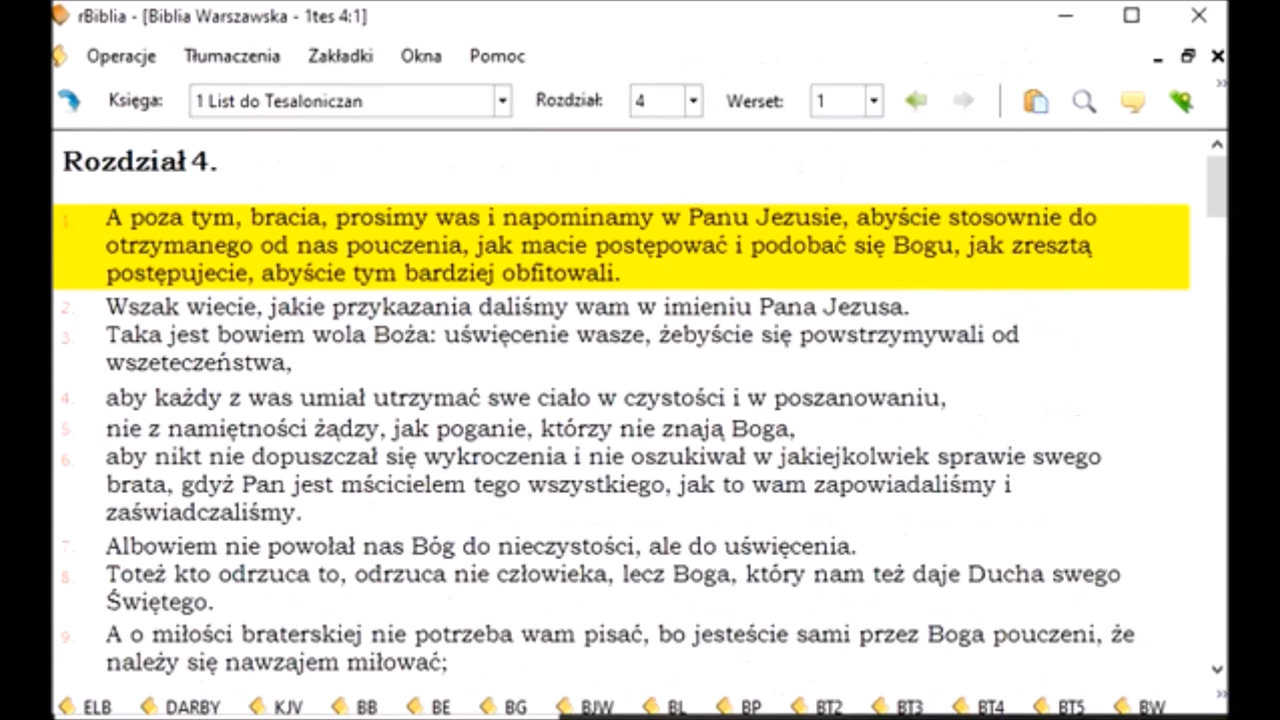 rBiblia - [Biblia Warszawska - 1tes 4:1]
Operacje Tłumaczenia Zakładki Okna Pomoc
Księga: 1 List do Tesaloniczan Rozdział: 4 Werset: 1
Rozdział 4.
1. A poza tym, bracia, prosimy was i napominamy w Panu Jezusie, abyście stosownie do
otrzymanego od nas pouczenia, jak macie postępować i podobać się Bogu, jak zresztą
postępujecie, abyście tym bardziej obfitowali.
2. Wszak wiecie, jakie przykazania daliśmy wam w imieniu Pana Jezusa.
3. Taka jest bowiem wola Boża: uświęcenie wasze, żebyście się powstrzymywali od
wszeteczeństwa,
4. aby każdy z was umiał utrzymać swe ciało w czystości i w poszanowaniu,
5. nie z namiętności żądzy, jak poganie, którzy nie znają Boga,
6. aby nikt nie dopuszczał się wykroczenia i nie oszukiwał w jakiejkolwiek sprawie swego
brata, gdyż Pan jest mścicielem tego wszystkiego, jak to wam zapowiadaliśmy i
zaświadczaliśmy.
7. Albowiem nie powołał nas Bóg do nieczystości, ale do uświęcenia.
8. Toteż kto odrzuca to, odrzuca nie człowieka, lecz Boga, który nam też daje Ducha swego
Świętego.
9. A o miłości braterskiej nie potrzeba wam pisać, bo jesteście sami przez Boga pouczeni, że
należy się nawzajem miłować;
ELB DARBY KJV BB BE BG BJW BL BP BT2 BT3 BT4 BT5 BW